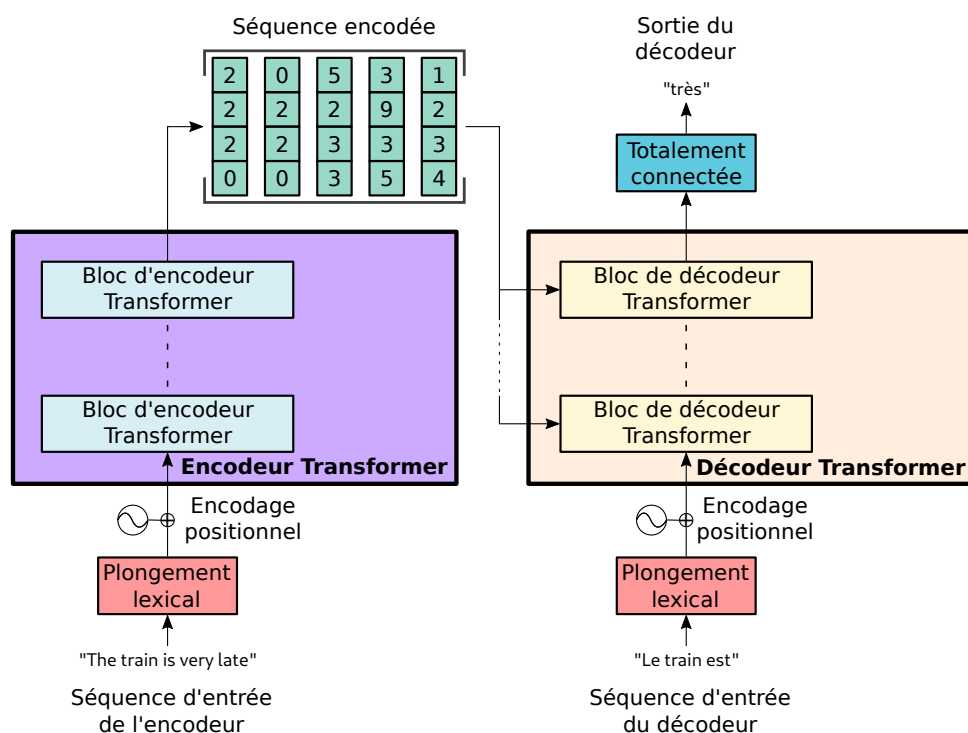 Séquence encodée
2 0 5 3 1
2 2 2 9 2
2 2 3 3 3
0 0 3 5 4
Sortie du
décodeur
"très"
Totalement
connectée
Bloc d'encodeur
Transformer
Bloc d'encodeur
Transformer
Encodeur Transformer
Encodage
positionnel
Plongement
lexical
"The train is very late"
Séquence d'entrée
de l'encodeur
Bloc de décodeur
Transformer
Bloc de décodeur
Transformer
Décodeur Transformer
Encodage
positionnel
Plongement
lexical
"Le train est"
Séquence d'entrée
du décodeur